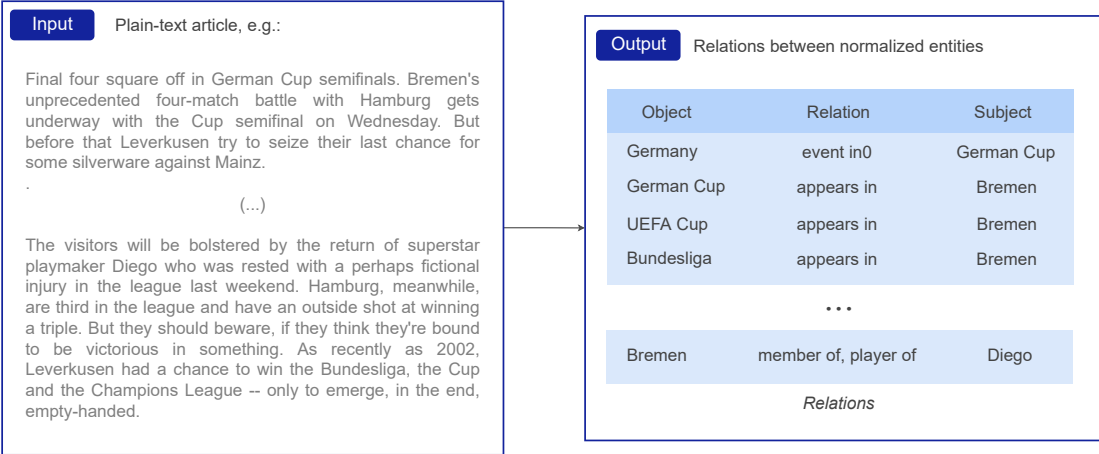 Input Plain-text article, e.g.:
Final four square off in German Cup semifinals. Bremen's
unprecedented four-match battle with Hamburg gets
underway with the Cup semifinal on Wednesday. But
before that Leverkusen try to seize their last chance for
some silverware against Mainz.
.
(...)
The visitors will be bolstered by the return of superstar
playmaker Diego who was rested with a perhaps fictional
injury in the league last weekend. Hamburg, meanwhile,
are third in the league and have an outside shot at winning
a triple. But they should beware, if they think they're bound
to be victorious in something. As recently as 2002,
Leverkusen had a chance to win the Bundesliga, the Cup
and the Champions League -- only to emerge, in the end,
empty-handed.
Output Relations between normalized entities
Object Relation Subject
Germany event in0 German Cup
German Cup appears in Bremen
UEFA Cup appears in Bremen
Bundesliga appears in Bremen
...
Bremen member of, player of Diego
Relations